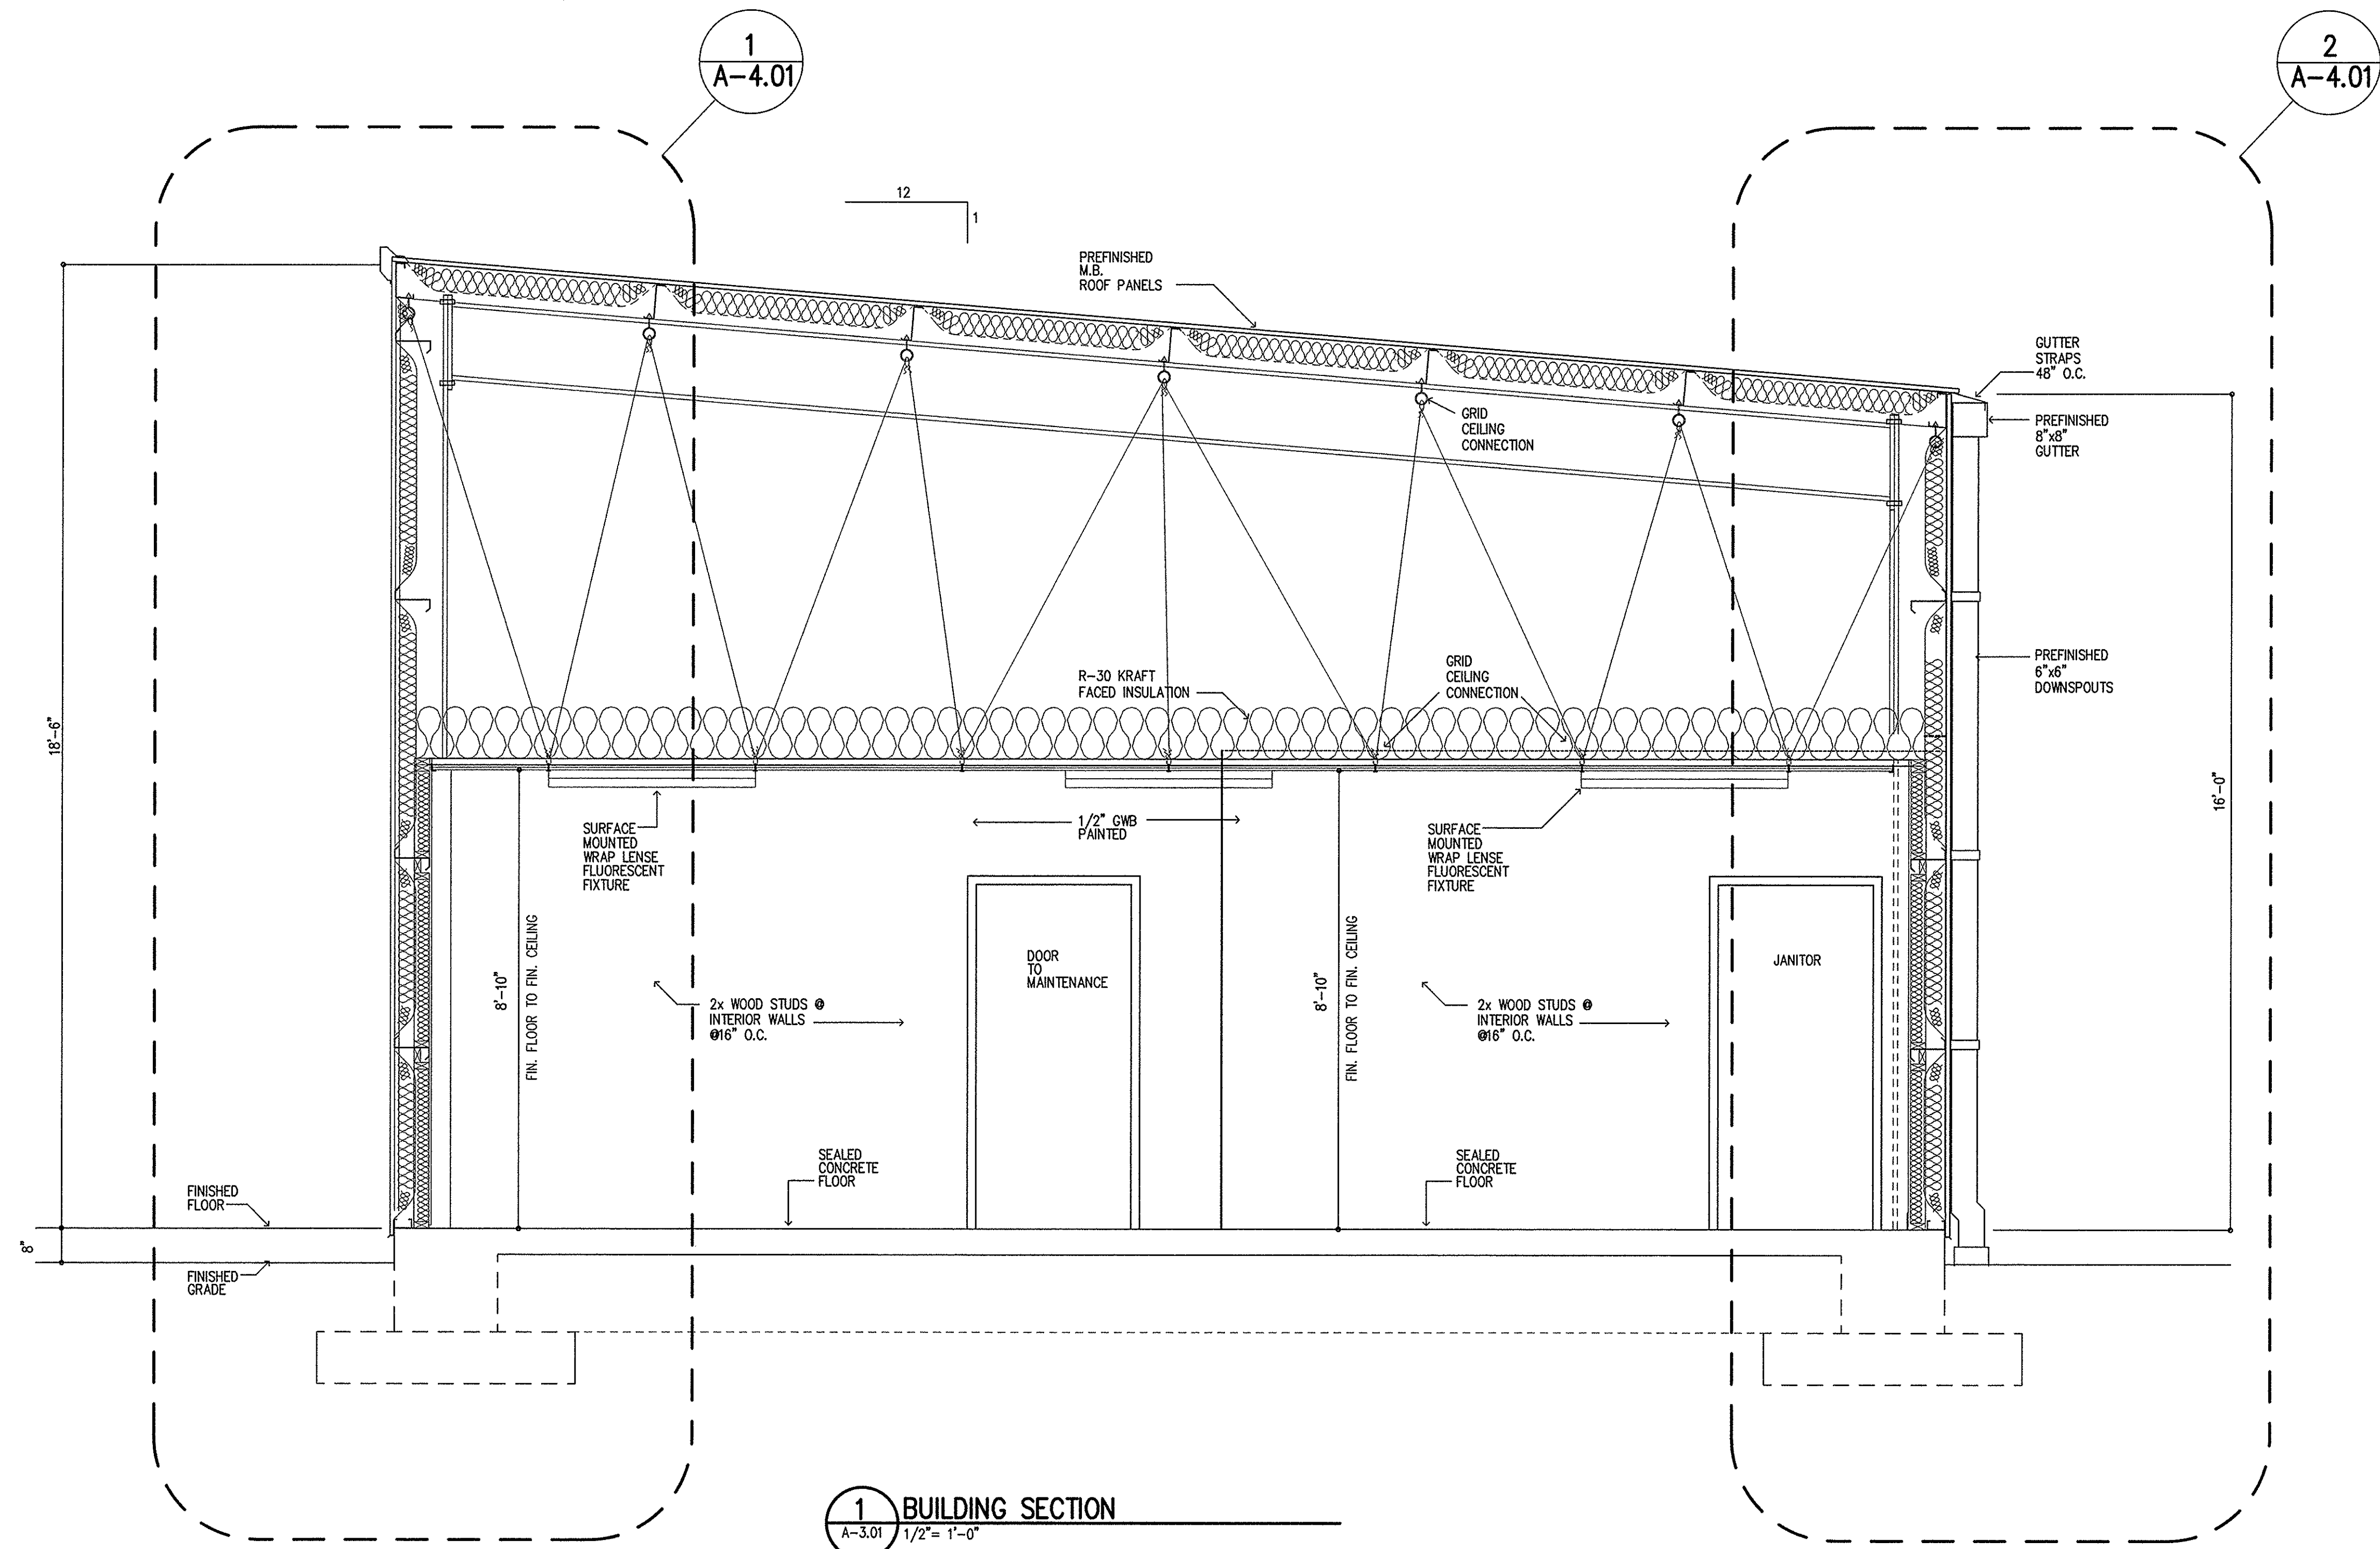 1
A-4.01
2
A-4.01
12
1
PREFINISHED
M.B.
ROOF PANELS
GUTTER
STRAPS
48" O.C.
PREFINISHED
8"x8"
GUTTER
GRID
CEILING
CONNECTION
R-30 KRAFT
FACED INSULATION
GRID
CEILING
CONNECTION
PREFINISHED
6"x6"
DOWNSPOUTS
18'-6"
16'-0"
SURFACE
MOUNTED
WRAP LENSE
FLUORESCENT
FIXTURE
1/2" GWB
PAINTED
SURFACE
MOUNTED
WRAP LENSE
FLUORESCENT
FIXTURE
8'-10"
FIN. FLOOR TO FIN. CEILING
DOOR
TO
MAINTENANCE
8'-10"
FIN. FLOOR TO FIN. CEILING
JANITOR
2x WOOD STUDS @
INTERIOR WALLS
@16" O.C.
2x WOOD STUDS @
INTERIOR WALLS
@16" O.C.
SEALED
CONCRETE
FLOOR
SEALED
CONCRETE
FLOOR
FINISHED
FLOOR
8"
FINISHED
GRADE
1
A-3.01
BUILDING SECTION
1/2"= 1'-0"